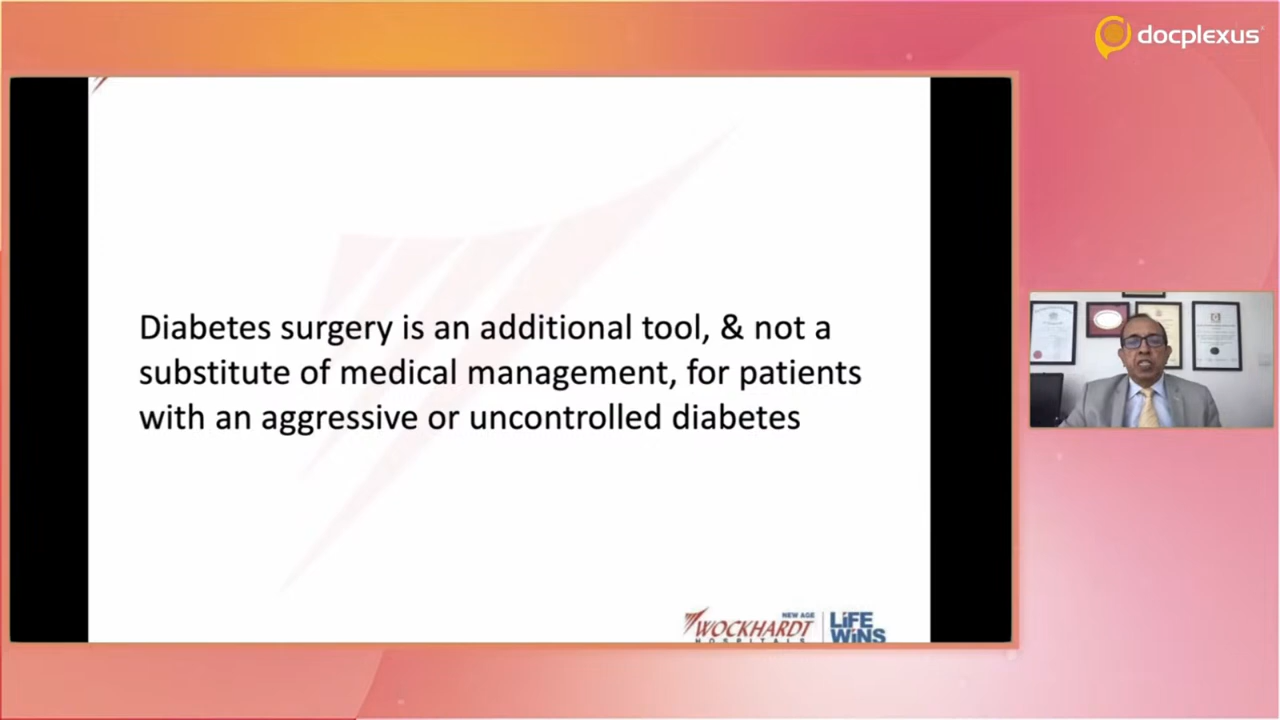 docplexus
Diabetes surgery is an additional tool, & not a
substitute of medical management, for patients
with an aggressive or uncontrolled diabetes
NEW AGE
WOCKHARDT
HOSPITALS
LiFE
WiNS